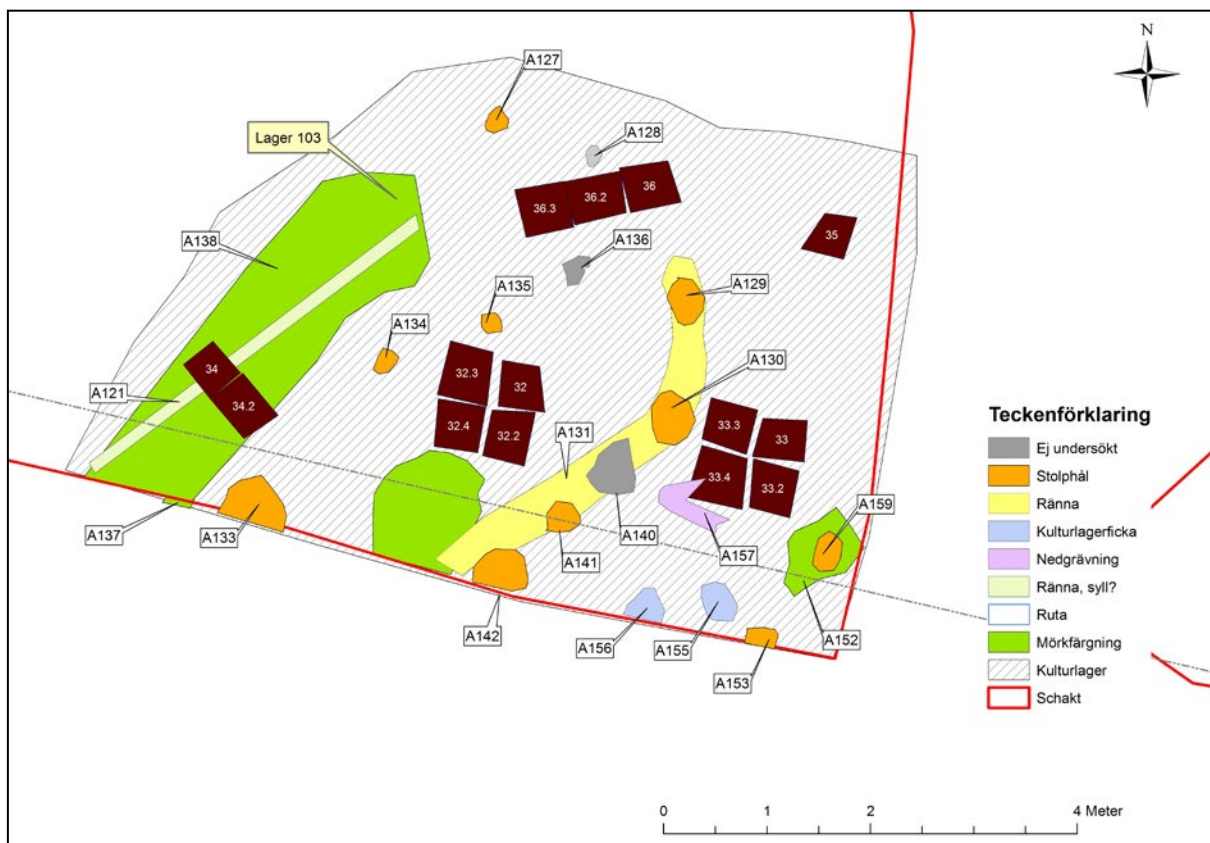 N
A127
A128
Lager 103
36.3
36.2
36
35
A138
A136
A129
A135
A134
A130
34
34.2
A121
32.3
32
32.4
32.2
33.3
33
33.4
33.2
A131
A159
A137
A133
A141
A140
A157
A142
A156
A155
A153
A152
Teckenförklaring
Ej undersökt
Stolphål
Ränna
Kulturlagerficka
Nedgrävning
Ränna, syll?
Ruta
Mörkfärgning
Kulturlager
Schakt
0 1 2 4 Meter